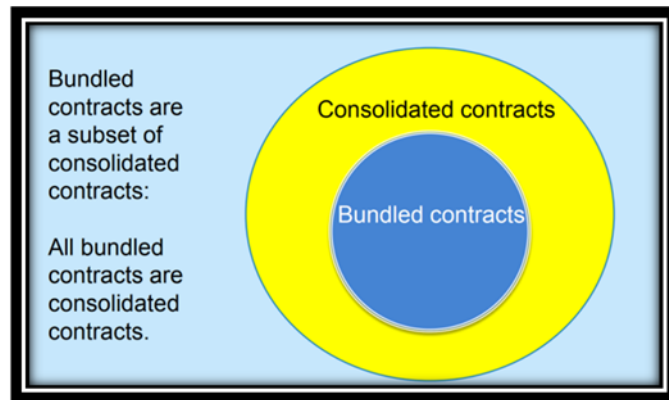 Bundled
contracts are
a subset of
consolidated
contracts:
All bundled
contracts are
consolidated
contracts.
Consolidated contracts
Bundled contracts